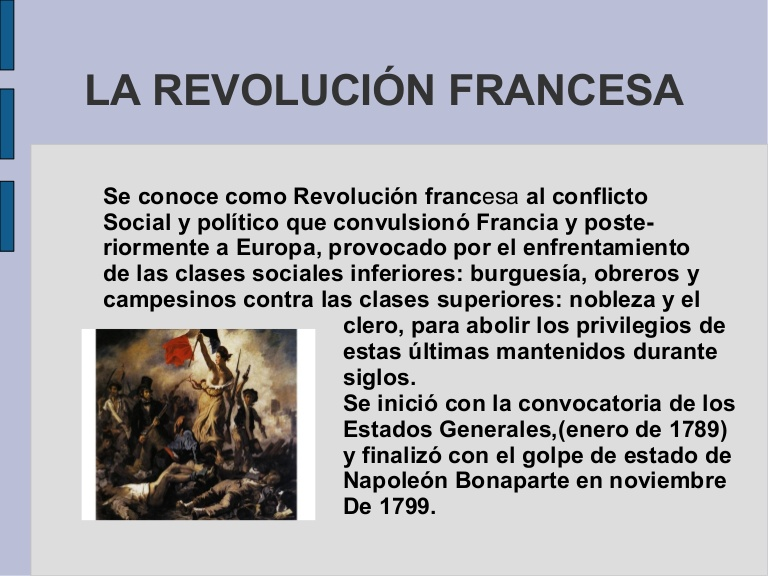 LA REVOLUCIÓN FRANCESA
Se conoce como Revolución francesa al conflicto
Social y político que convulsionó Francia y poste-
riormente a Europa, provocado por el enfrentamiento
de las clases sociales inferiores: burguesía, obreros y
campesinos contra las clases superiores: nobleza y el
clero, para abolir los privilegios de
estas últimas mantenidos durante
siglos.
Se inició con la convocatoria de los
Estados Generales,(enero de 1789)
y finalizó con el golpe de estado de
Napoleón Bonaparte en noviembre
De 1799.